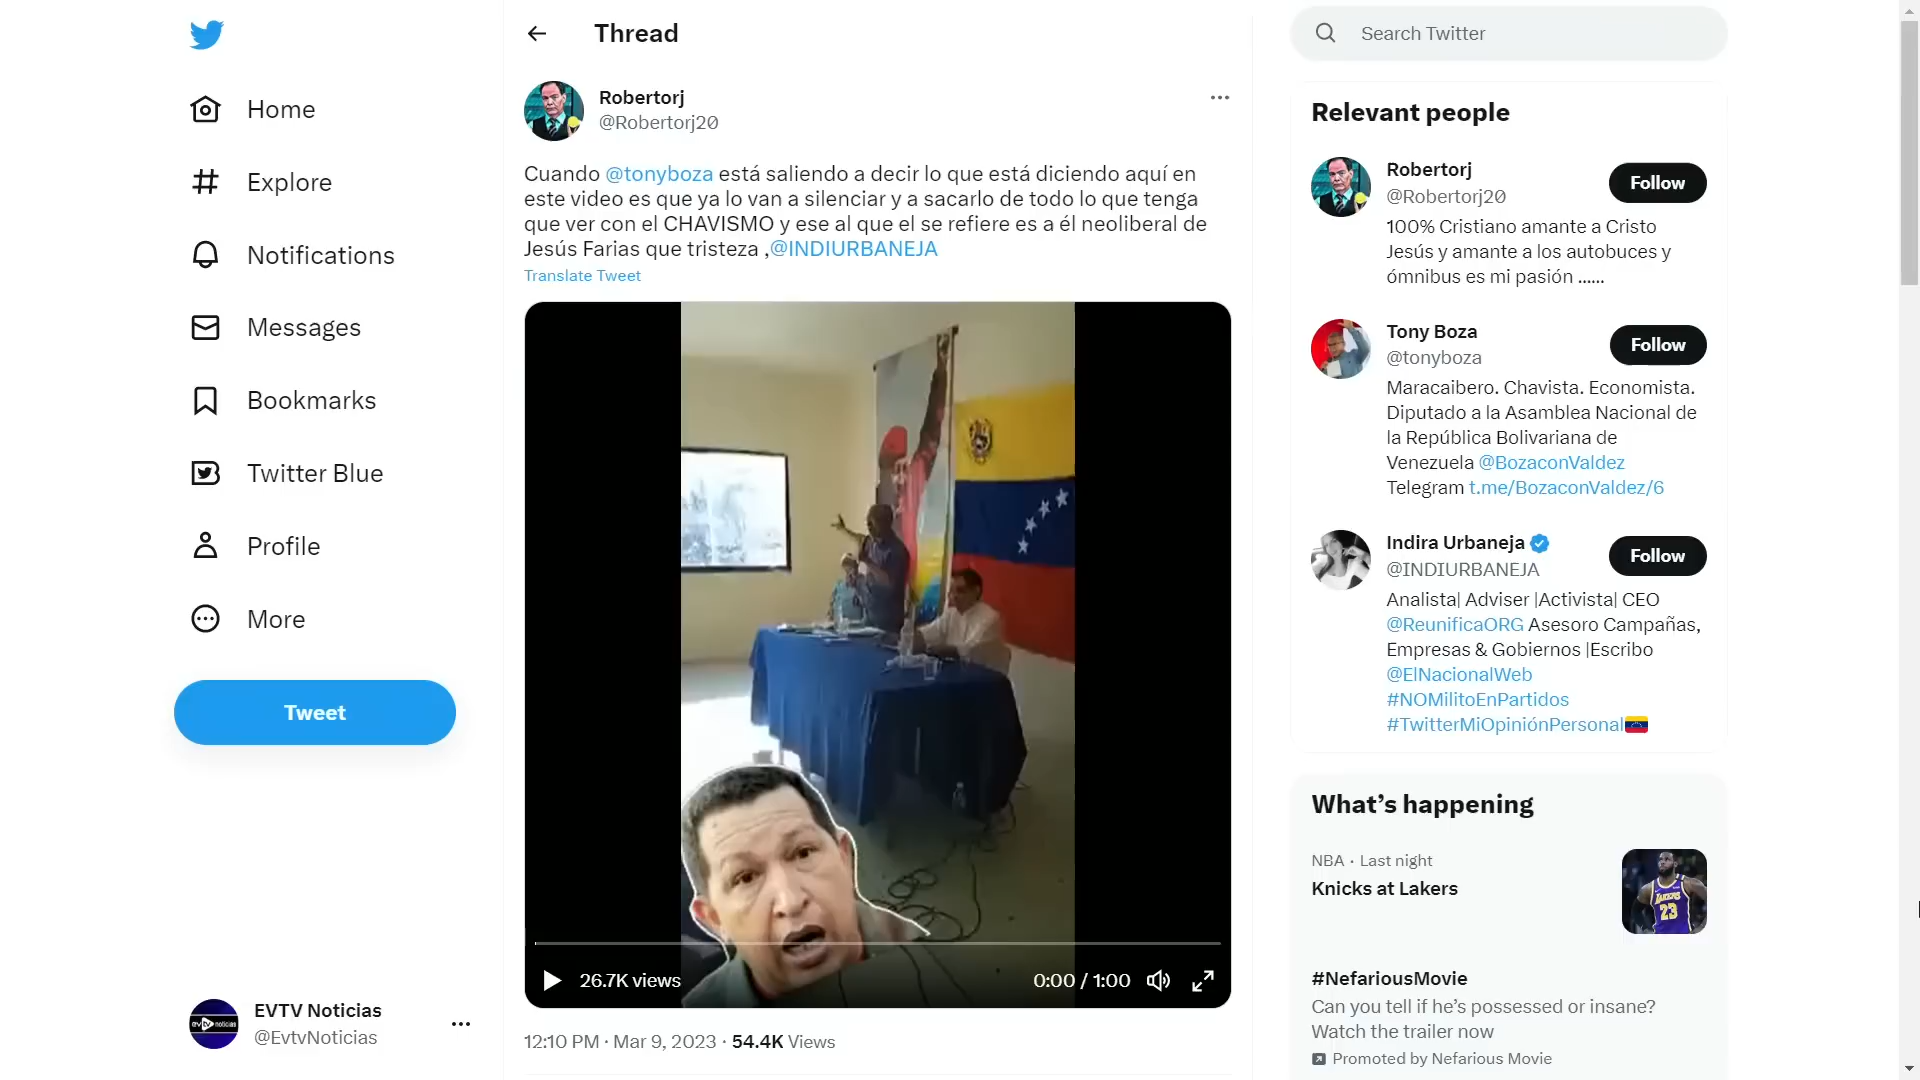 Home
Explore
Notifications
Messages
Bookmarks
Twitter Blue
Profile
More
Tweet
EVTV Noticias
@EvtvNoticias
Thread
Robertorj
@Robertorj20
Cuando @tonyboza está saliendo a decir lo que está diciendo aquí en
este video es que ya lo van a silenciar y a sacarlo de todo lo que tenga
que ver con el CHAVISMO y ese al que el se refiere es a él neoliberal de
Jesús Farias que tristeza ,@INDIURBANEJA
Translate Tweet
26.7K views
0:00 / 1:00
12:10 PM · Mar 9, 2023 · 54.4K Views
Search Twitter
Relevant people
Robertorj
@Robertorj20
Follow
100% Cristiano amante a Cristo
Jesús y amante a los autobuces y
ómnibus es mi pasión ......
Tony Boza
@tonyboza
Follow
Maracaibero. Chavista. Economista.
Diputado a la Asamblea Nacional de
la República Bolivariana de
Venezuela @BozaconValdez
Telegram t.me/BozaconValdez/6
Indira Urbaneja
@INDIURBANEJA
Follow
Analista| Adviser |Activista| CEO
@ReunificaORG Asesoro Campañas,
Empresas & Gobiernos |Escribo
@ElNacionalWeb
#NOMilitoEnPartidos
#TwitterMiOpiniónPersonal
What's happening
NBA · Last night
Knicks at Lakers
LAKERS
23
#NefariousMovie
Can you tell if he's possessed or insane?
Watch the trailer now
Promoted by Nefarious Movie